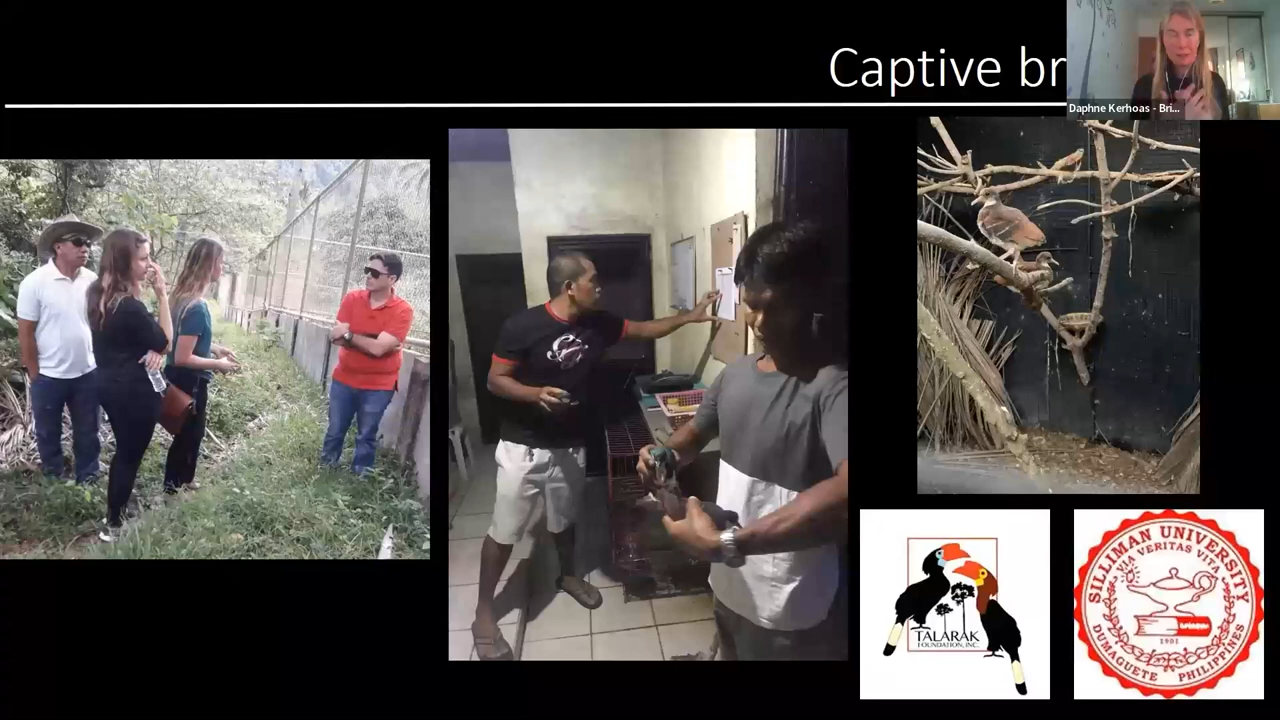 Captive br
Daphne Kerhoas - Bri...
TALARAK
FOUNDATION, INC.
SILLIMAN UNIVERSITY
VIA VERITAS VITA
1901
DUMAGUETE PHILIPPINES